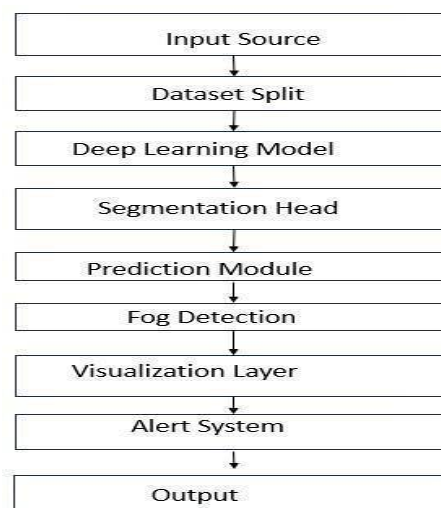 Input Source
Dataset Split
Deep Learning Model
Segmentation Head
Prediction Module
Fog Detection
Visualization Layer
Alert System
Output